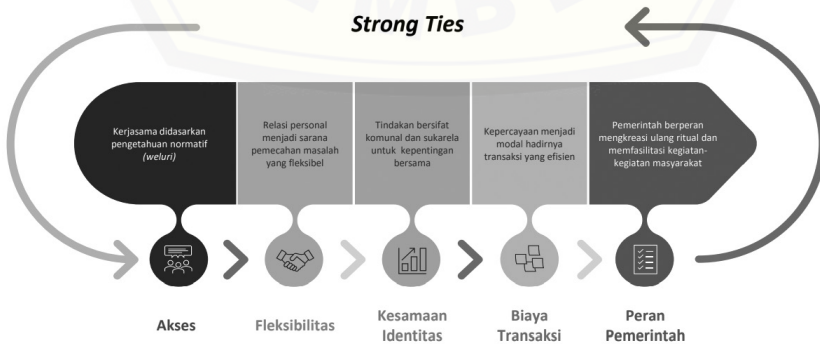 Strong Ties
Kerjasama didasarkan
pengetahuan normatif
(weluri)
Relasi personal
menjadi sarana
pemecahan masalah
yang fleksibel
Tindakan bersifat
komunal dan sukarela
untuk kepentingan
bersama
Kepercayaan menjadi
modal hadirnya
transaksi yang efisien
Pemerintah berperan
mengkreasi ulang ritual dan
memfasilitasi kegiatan-
kegiatan masyarakat
Akses
Fleksibilitas
Kesamaan
Identitas
Biaya
Transaksi
Peran
Pemerintah